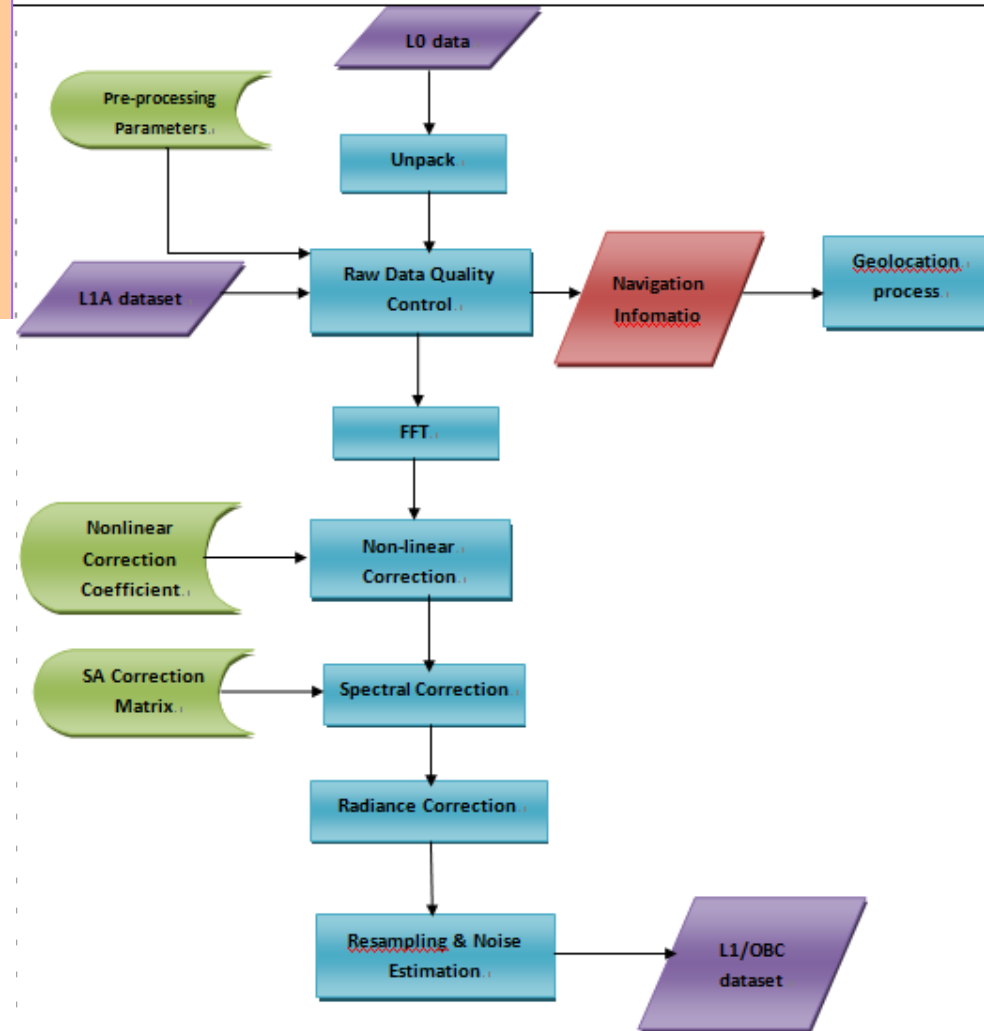 L0 data
Pre-processing
Parameters
Unpack
Raw Data Quality
Control
L1A dataset
Navigation
Infomatio
Geolocation
process
FFT
Nonlinear
Correction
Coefficient
Non-linear
Correction
SA Correction
Matrix
Spectral Correction
Radiance Correction
Resampling & Noise
Estimation
L1/OBC
dataset